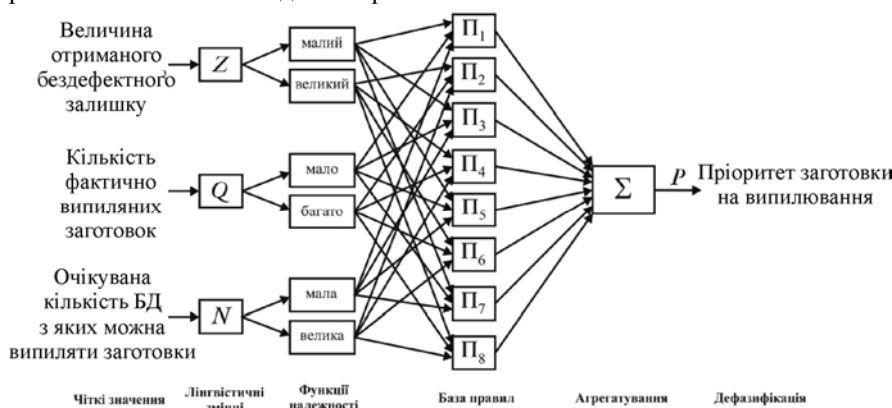 Величина
отриманого
бездефектного
залишку
Z
малий
великий
Кількість
фактично
випиляних
заготовок
Q
мало
багато
Очікувана
кількість БД
з яких можна
випиляти заготовки
N
мала
велика
П1
П2
П3
П4
П5
П6
П7
П8
Σ
P
Пріоритет заготовки
на випилювання
Чіткі значення
Лінгвістичні
змінні
Функції
належності
База правил
Агрегатування
Дефазифікація